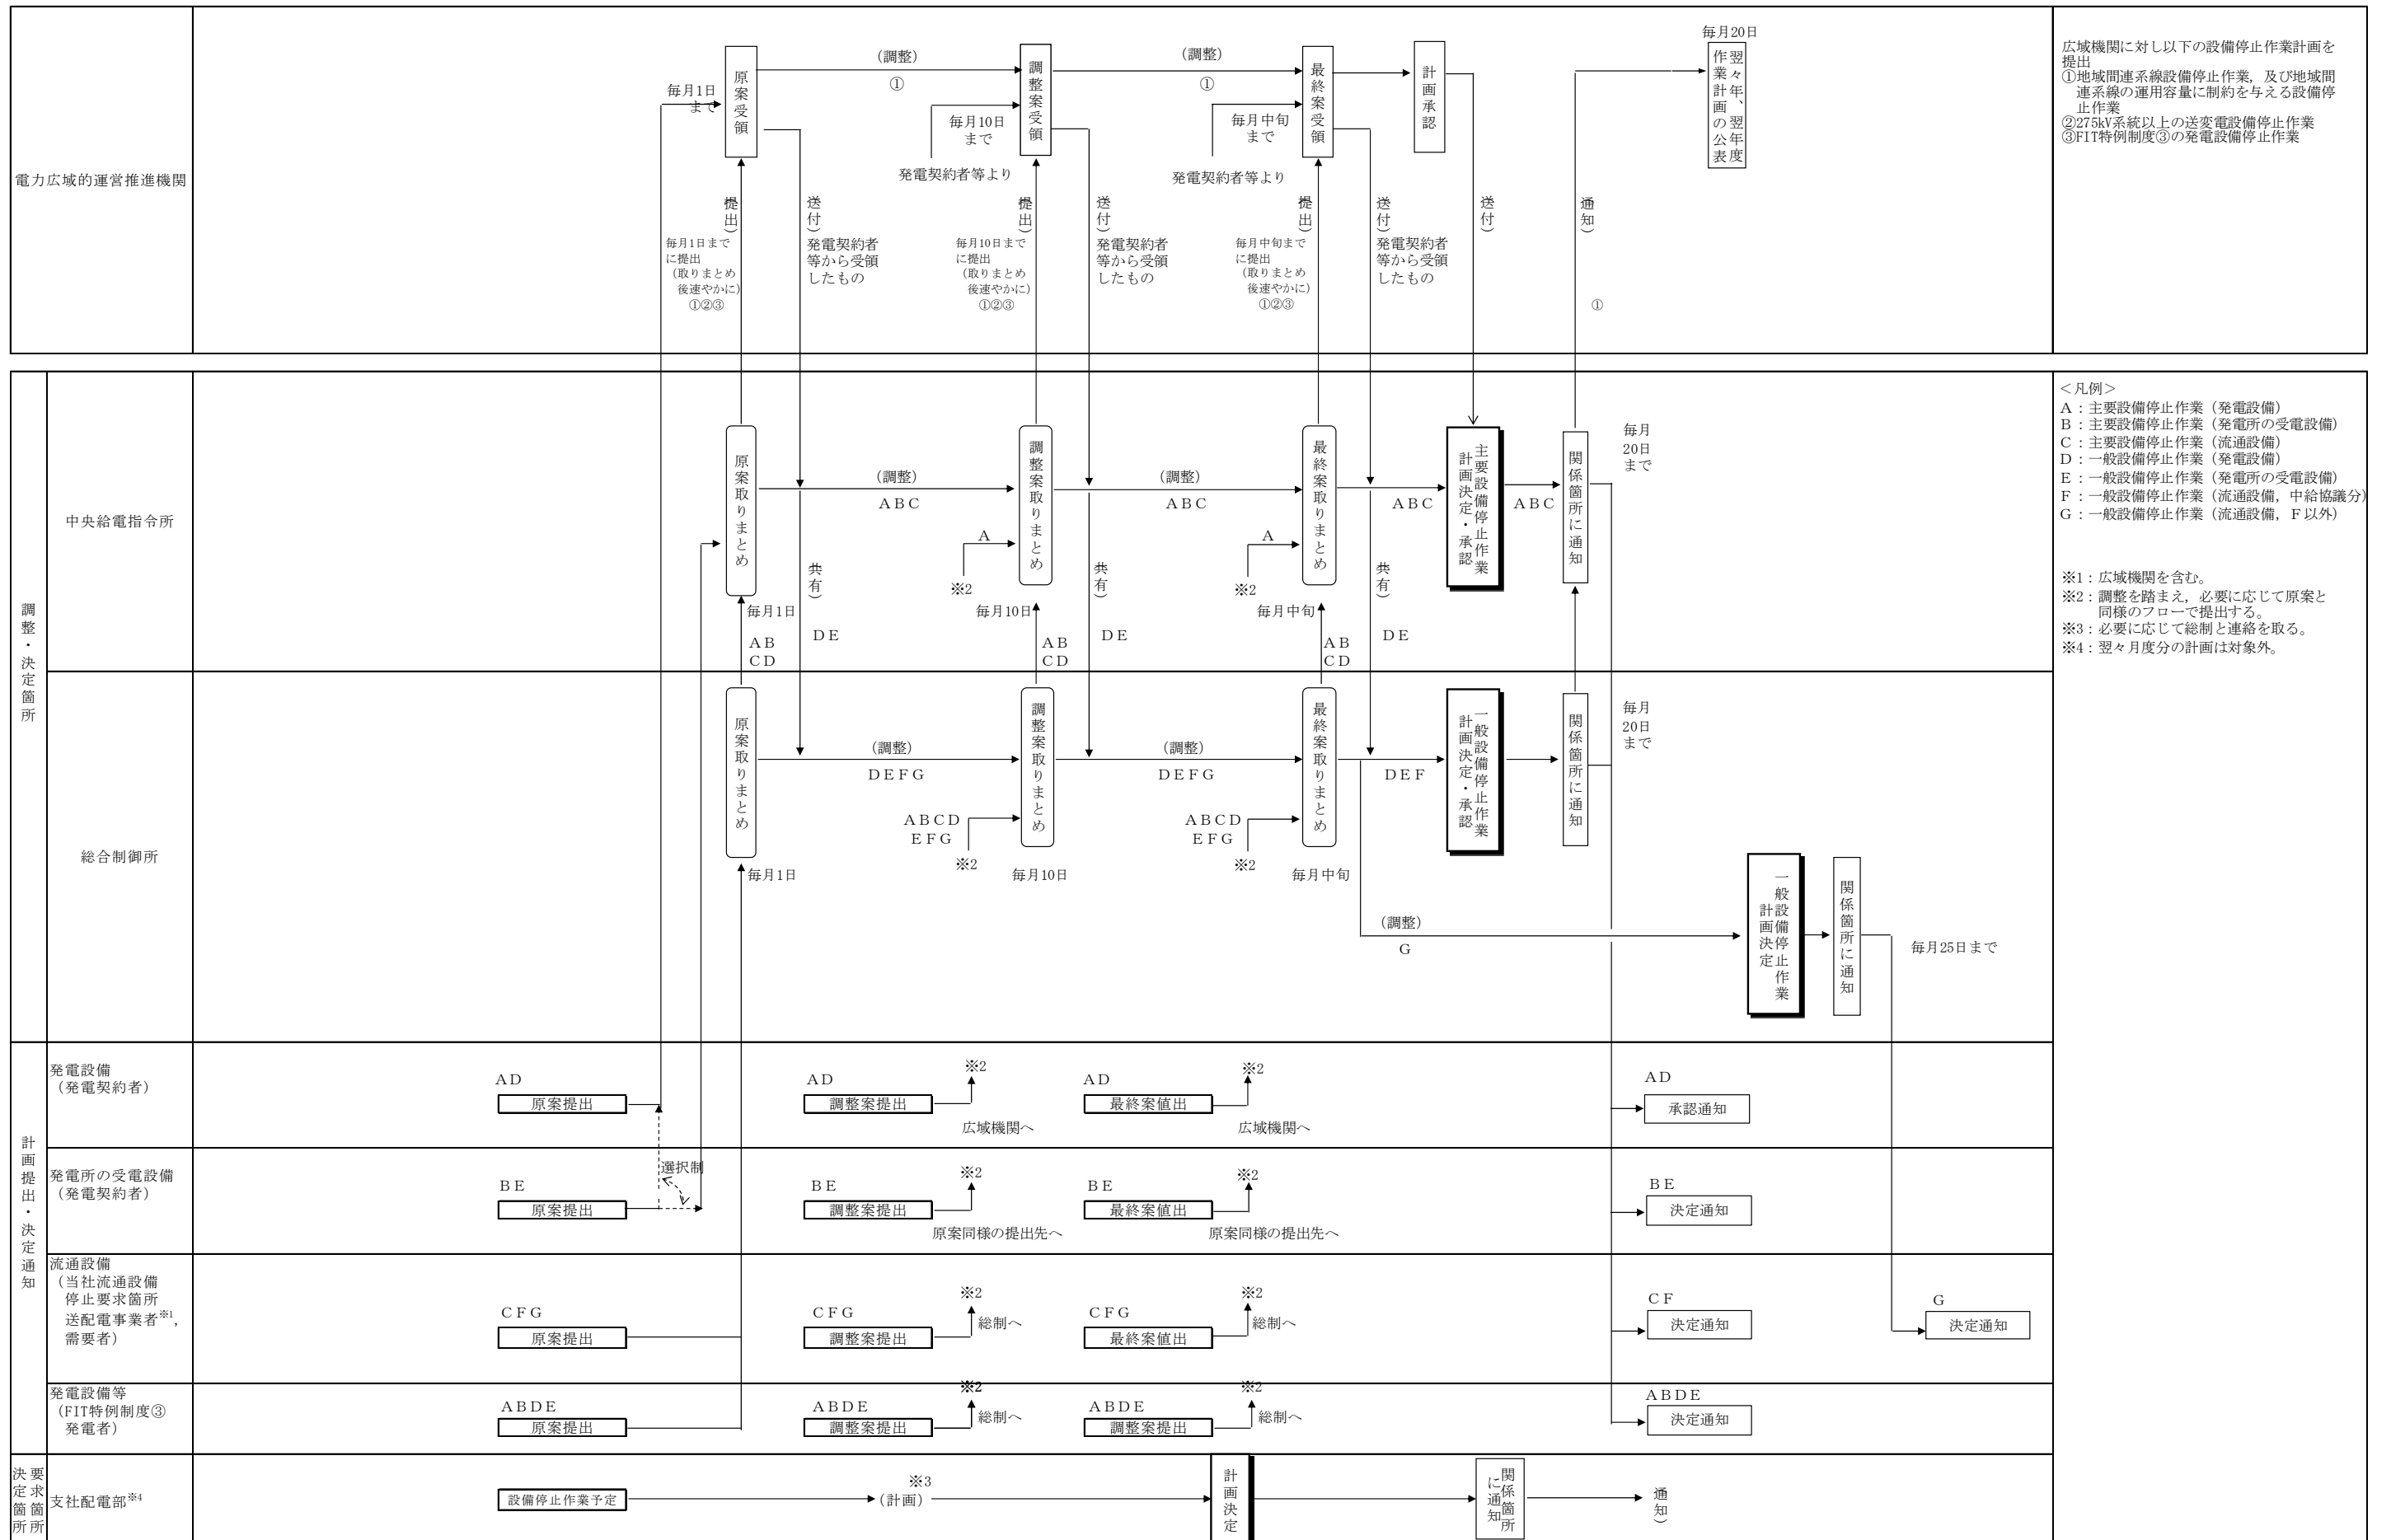 電力広域的運営推進機関
毎月1日
まで
原案受領
(調整)
①
毎月10日
まで
発電契約者等より
調整案受領
(調整)
①
毎月中旬
まで
発電契約者等より
最終案受領
計画承認
毎月20日
翌々年、翌年度
作業計画の公表
提出)
毎月1日まで
に提出
(取りまとめ
後速やかに)
①②③
送付)
発電契約者
等から受領
したもの
提出)
毎月10日まで
に提出
(取りまとめ
後速やかに)
①②③
送付)
発電契約者
等から受領
したもの
提出)
毎月中旬まで
に提出
(取りまとめ
後速やかに)
①②③
送付)
発電契約者
等から受領
したもの
送付)
通知)
①
広域機関に対し以下の設備停止作業計画を
提出
①地域間連系線設備停止作業，及び地域間
連系線の運用容量に制約を与える設備停
止作業
②275kV系統以上の送変電設備停止作業
③FIT特例制度③の発電設備停止作業
調整・決定箇所
中央給電指令所
原案取りまとめ
毎月1日
AB
CD
(調整)
ABC
共有)
DE
A
※2
調整案取りまとめ
毎月10日
AB
CD
(調整)
ABC
共有)
DE
A
※2
最終案取りまとめ
毎月中旬
AB
CD
ABC
共有)
DE
主要設備停止作業
計画決定・承認
ABC
関係箇所に通知
毎月
20日
まで
＜凡例＞
A：主要設備停止作業（発電設備）
B：主要設備停止作業（発電所の受電設備）
C：主要設備停止作業（流通設備）
D：一般設備停止作業（発電設備）
E：一般設備停止作業（発電所の受電設備）
F：一般設備停止作業（流通設備，中給協議分）
G：一般設備停止作業（流通設備，F以外）
※1：広域機関を含む。
※2：調整を踏まえ，必要に応じて原案と
同様のフローで提出する。
※3：必要に応じて総制と連絡を取る。
※4：翌々月度分の計画は対象外。
総合制御所
原案取りまとめ
毎月1日
(調整)
DEFG
ABCD
EFG
※2
調整案取りまとめ
毎月10日
(調整)
DEFG
ABCD
EFG
※2
最終案取りまとめ
毎月中旬
DEF
一般設備停止作業
計画決定・承認
関係箇所に通知
毎月
20日
まで
(調整)
G
一般設備停止作業
計画決定
関係箇所に通知
毎月25日まで
計画提出・決定通知
発電設備
（発電契約者）
AD
原案提出
AD
調整案提出
※2
広域機関へ
AD
最終案値出
※2
広域機関へ
AD
承認通知
発電所の受電設備
（発電契約者）
BE
原案提出
選択制
BE
調整案提出
※2
原案同様の提出先へ
BE
最終案値出
※2
原案同様の提出先へ
BE
決定通知
流通設備
（当社流通設備
停止要求箇所
送配電事業者※1，
需要者）
CFG
原案提出
CFG
調整案提出
※2
総制へ
CFG
最終案値出
※2
総制へ
CF
決定通知
G
決定通知
発電設備等
（FIT特例制度③
発電者）
ABDE
原案提出
ABDE
調整案提出
※2
総制へ
ABDE
調整案提出
※2
総制へ
ABDE
決定通知
要求箇所
決定箇所
支社配電部※4
設備停止作業予定
※3
(計画)
計画決定
関係箇所
に通知
通知)